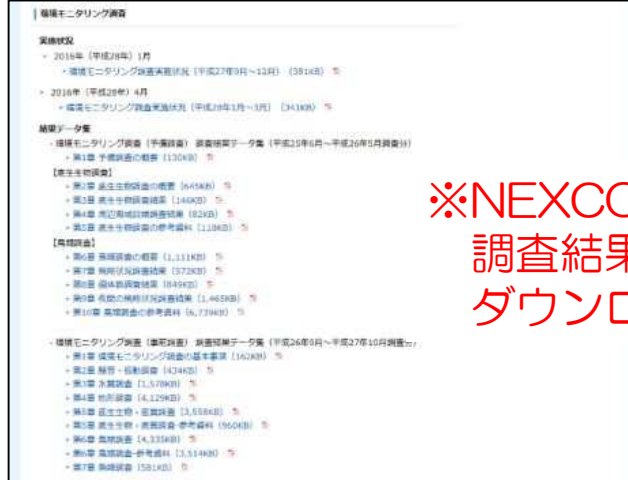 環境モニタリング調査
実施状況
2016年（平成28年）1月
環境モニタリング調査実施状況（平成27年9月～12月）（381KB）
2016年（平成28年）4月
環境モニタリング調査実施状況（平成28年1月～3月）（343KB）
結果データ集
環境モニタリング調査（予備調査） 調査結果データ集（平成25年6月～平成26年5月調査分）
第1章 予備調査の概要（130KB）
【底生生物調査】
第2章 底生生物調査の概要（645KB）
第3章 底生生物調査結果（146KB）
第4章 周辺海域記録調査結果（82KB）
第5章 底生生物調査の参考資料（118KB）
【鳥類調査】
第6章 鳥類調査の概要（1,111KB）
第7章 飛翔状況調査結果（572KB）
第8章 個体数調査結果（849KB）
第9章 夜間の飛翔状況調査結果（1,465KB）
第10章 鳥類調査の参考資料（6,739KB）
※NEXCO
調査結果
ダウンロ
環境モニタリング調査（事前調査） 調査結果データ集（平成26年9月～平成27年10月調査
第1章 環境モニタリング調査の基本事項（162KB）
第2章 騒音・振動調査（434KB）
第3章 水質調査（1,578KB）
第4章 地形調査（4,129KB）
第5章 底生生物・底質調査（3,558KB）
第5章 底生生物・底質調査-参考資料（960KB）
第6章 鳥類調査（4,335KB）
第6章 鳥類調査-参考資料（3,514KB）
第7章 魚類調査（581KB）